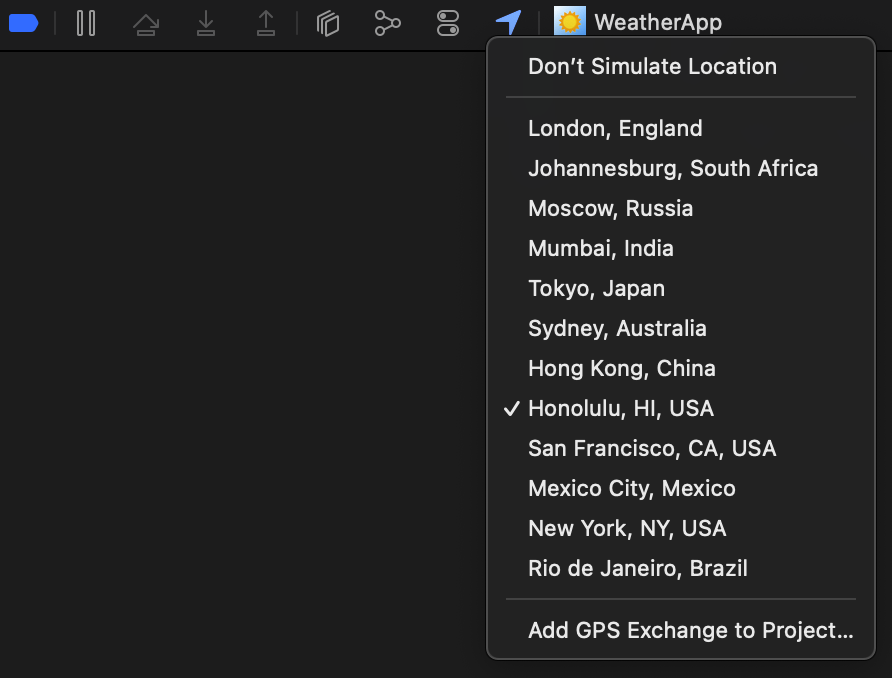 WeatherApp
Don’t Simulate Location
London, England
Johannesburg, South Africa
Moscow, Russia
Mumbai, India
Tokyo, Japan
Sydney, Australia
Hong Kong, China
Honolulu, HI, USA
San Francisco, CA, USA
Mexico City, Mexico
New York, NY, USA
Rio de Janeiro, Brazil
Add GPS Exchange to Project...